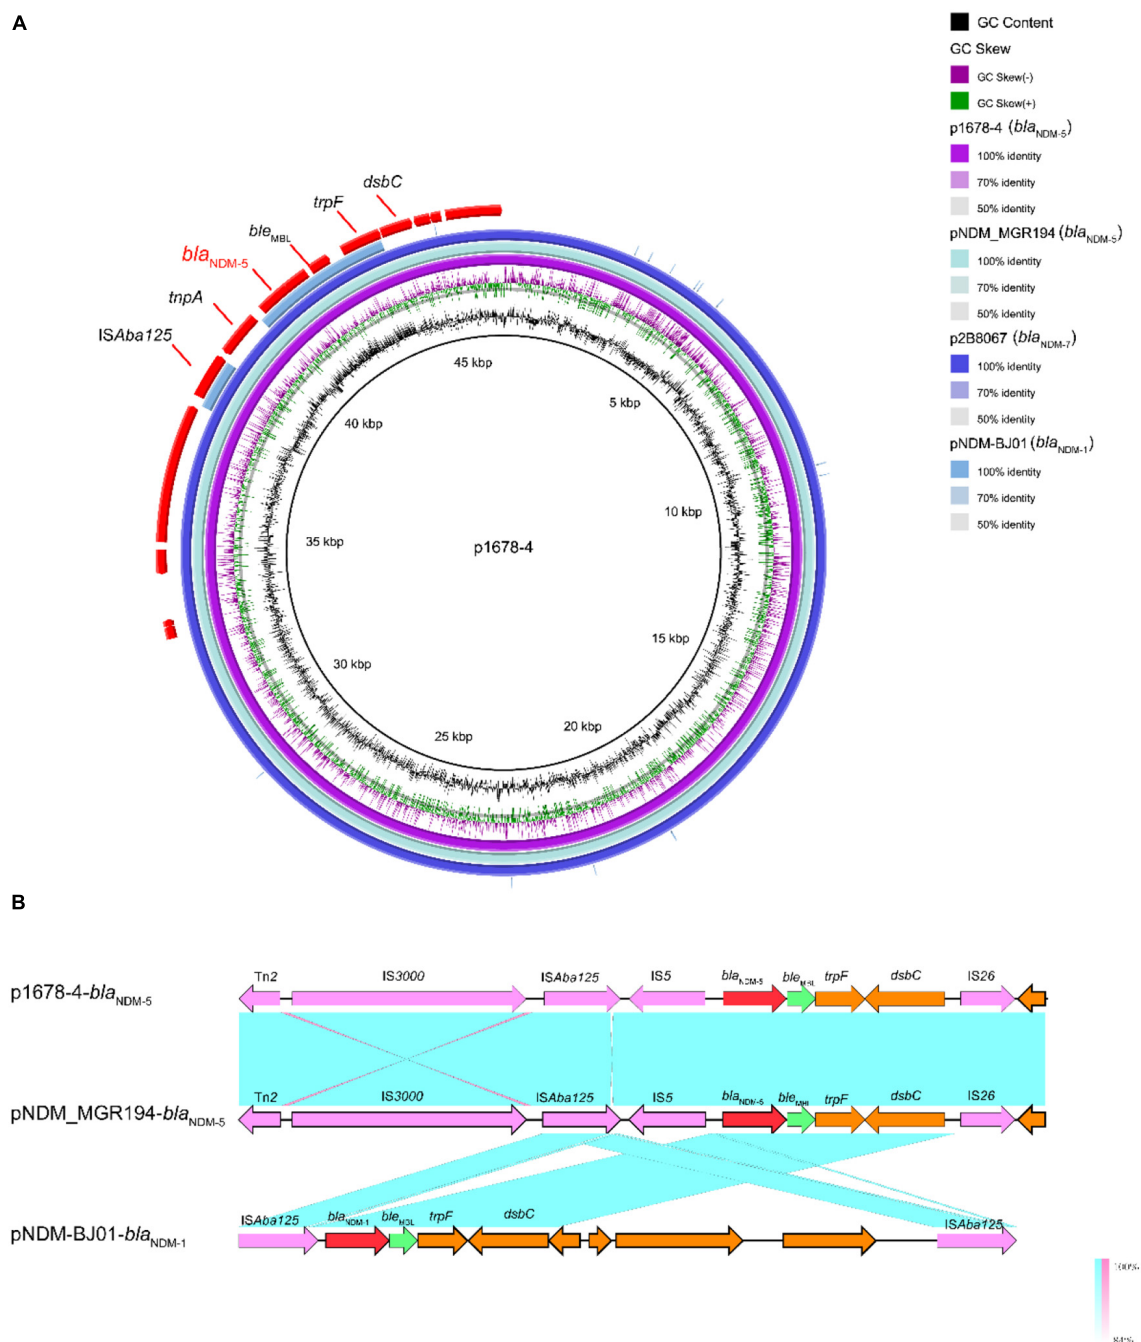 A
GC Content
GC Skew
GC Skew(-)
GC Skew(+)
p1678-4 (blaNDM-5)
100% identity
70% identity
50% identity
pNDM_MGR194 (blaNDM-5)
100% identity
70% identity
50% identity
p2B8067 (blaNDM-7)
100% identity
70% identity
50% identity
pNDM-BJ01 (blaNDM-1)
100% identity
70% identity
50% identity
dsbC
trpF
bleMBL
blaNDM-5
tnpA
ISAba125
45 kbp
5 kbp
40 kbp
10 kbp
35 kbp
p1678-4
15 kbp
30 kbp
20 kbp
25 kbp
B
Tn2 IS3000 ISAba125 IS5 blaNDM-5 bleMBL trpF dsbC IS26
p1678-4-blaNDM-5
Tn2 IS3000 ISAba125 IS5 blaNDM-5 bleMBL trpF dsbC IS26
pNDM_MGR194-blaNDM-5
ISAba125 blaNDM-1 bleMBL trpF dsbC ISAba125
pNDM-BJ01-blaNDM-1
100%